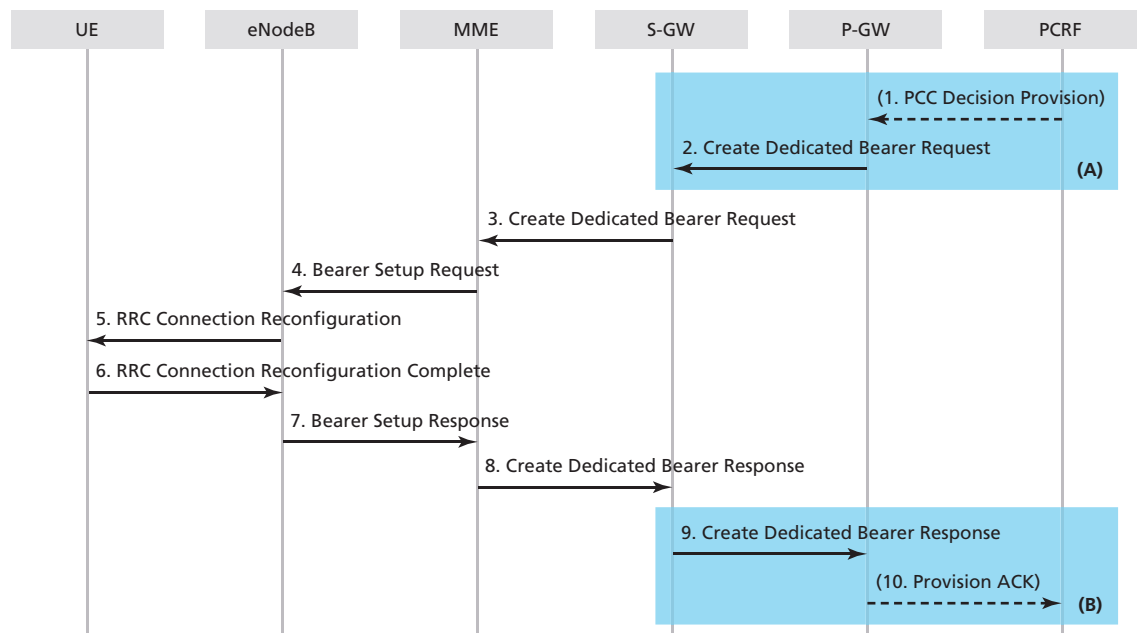 UE eNodeB MME S-GW P-GW PCRF
(1. PCC Decision Provision)
2. Create Dedicated Bearer Request
(A)
3. Create Dedicated Bearer Request
4. Bearer Setup Request
5. RRC Connection Reconfiguration
6. RRC Connection Reconfiguration Complete
7. Bearer Setup Response
8. Create Dedicated Bearer Response
9. Create Dedicated Bearer Response
(10. Provision ACK)
(B)